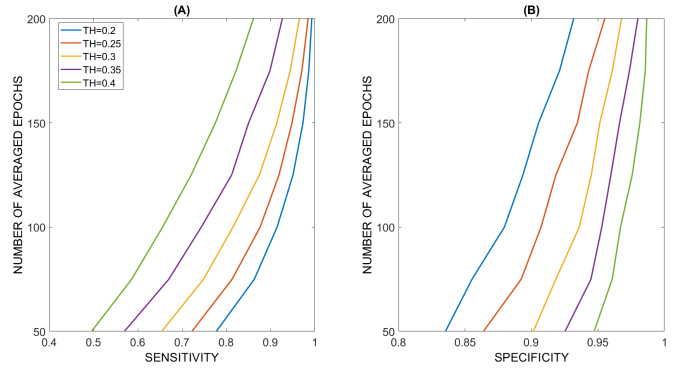 (A)
NUMBER OF AVERAGED EPOCHS
200
150
100
50
TH=0.2
TH=0.25
TH=0.3
TH=0.35
TH=0.4
0.4 0.5 0.6 0.7 0.8 0.9 1
SENSITIVITY
(B)
NUMBER OF AVERAGED EPOCHS
200
150
100
50
0.8 0.85 0.9 0.95 1
SPECIFICITY